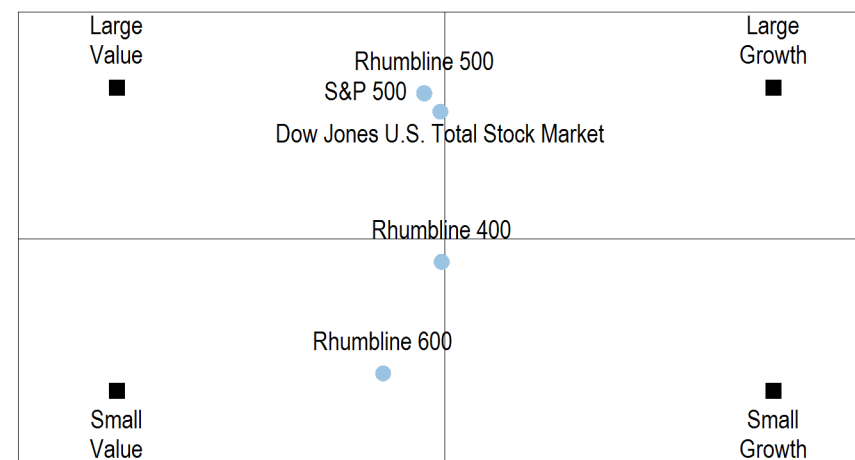 Large
Value
Large
Growth
Rhumbline 500
S&P 500
Dow Jones U.S. Total Stock Market
Rhumbline 400
Rhumbline 600
Small
Value
Small
Growth